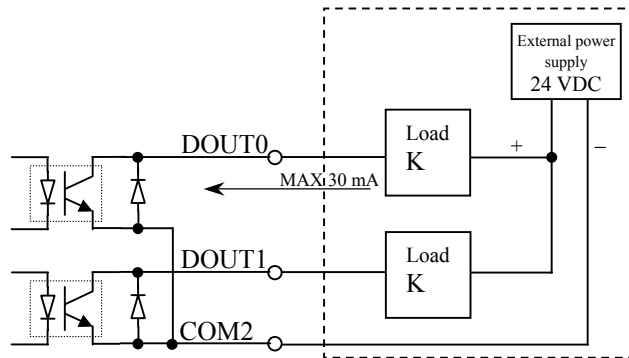 External power
supply
24 VDC
DOUT0
Load
K
+
−
MAX 30 mA
DOUT1
Load
K
COM2